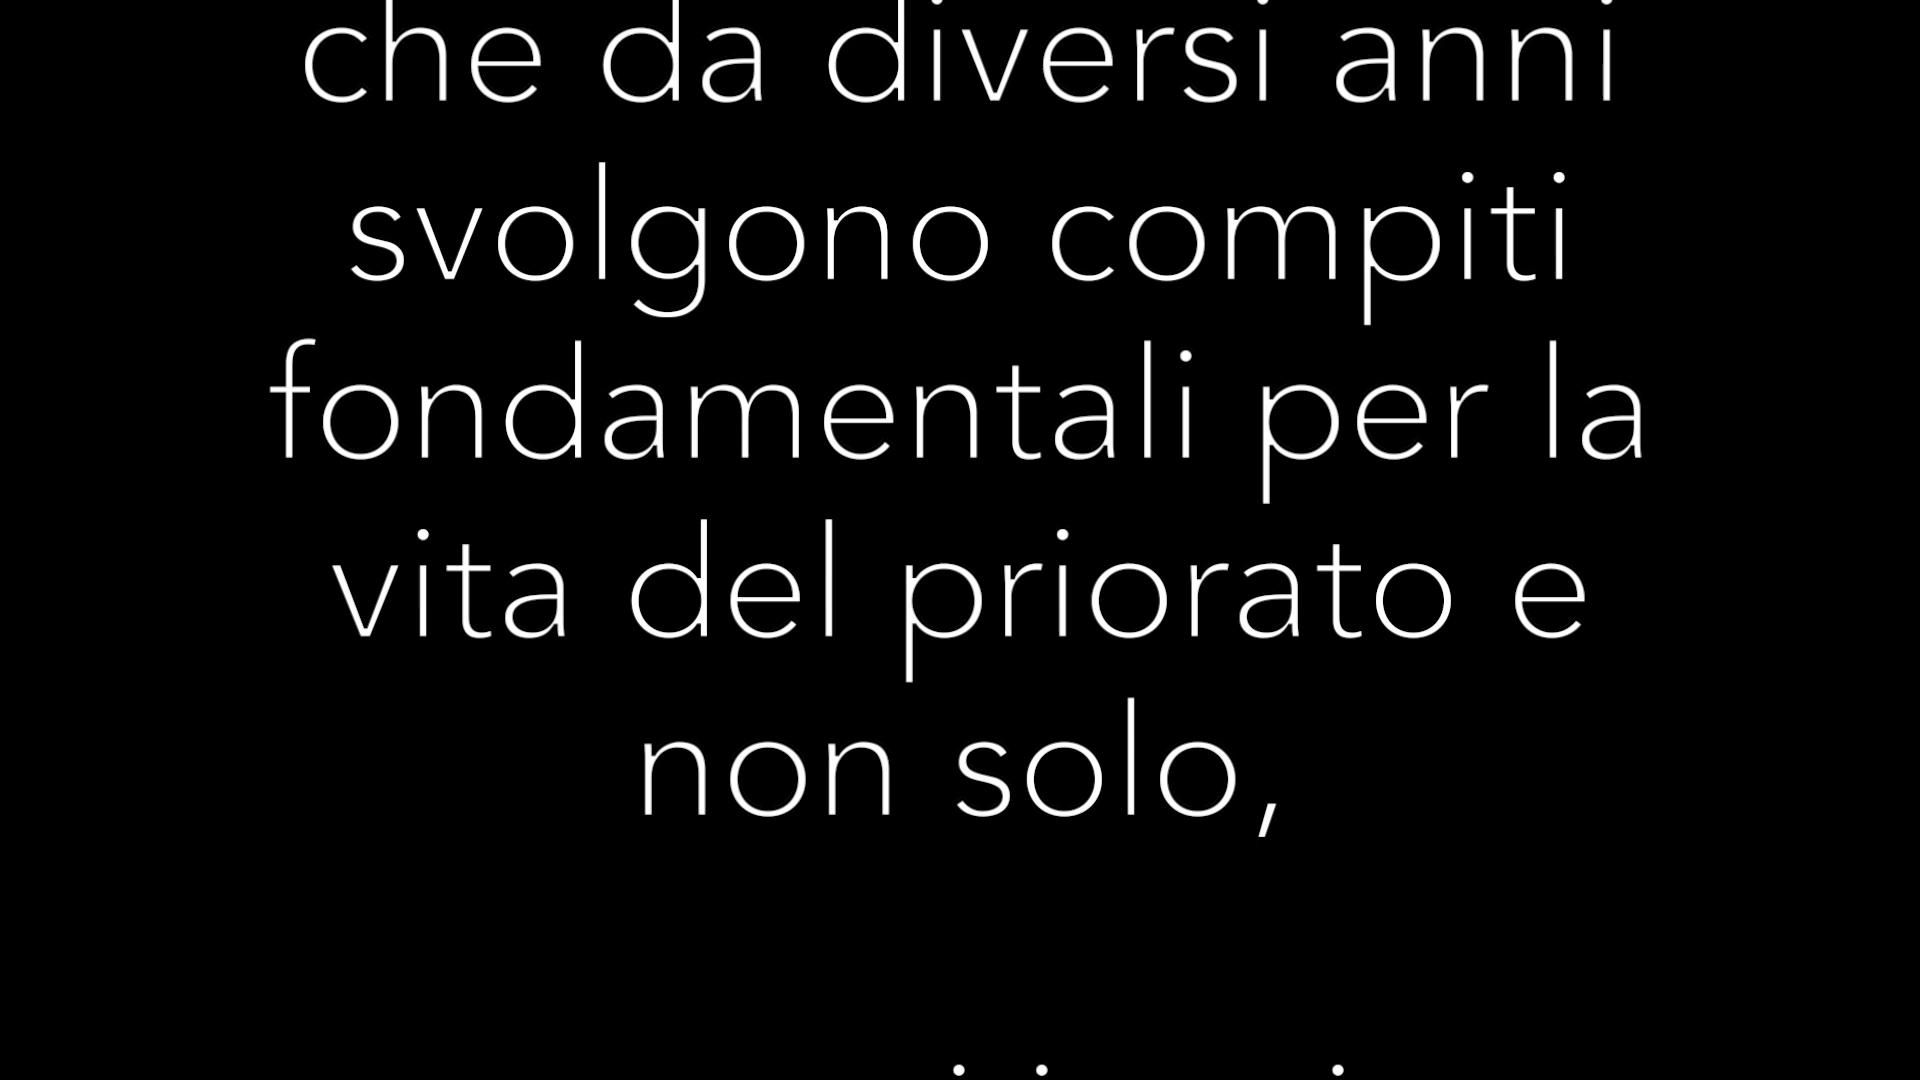 che da diversi anni
svolgono compiti
fondamentali per la
vita del priorato e
non solo,